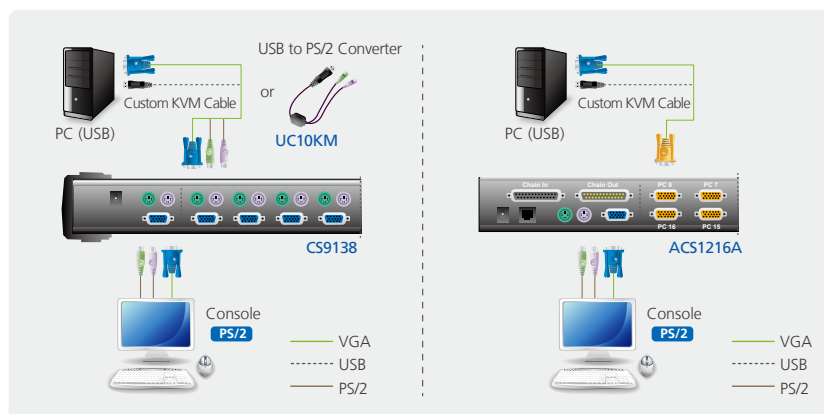 USB to PS/2 Converter
or
Custom KVM Cable
PC (USB)
UC10KM
CS9138
Console
PS/2
VGA
USB
PS/2
Custom KVM Cable
PC (USB)
Chain In
Chain Out
PC 8
PC 7
PC 16
PC 15
ACS1216A
Console
PS/2
VGA
USB
PS/2